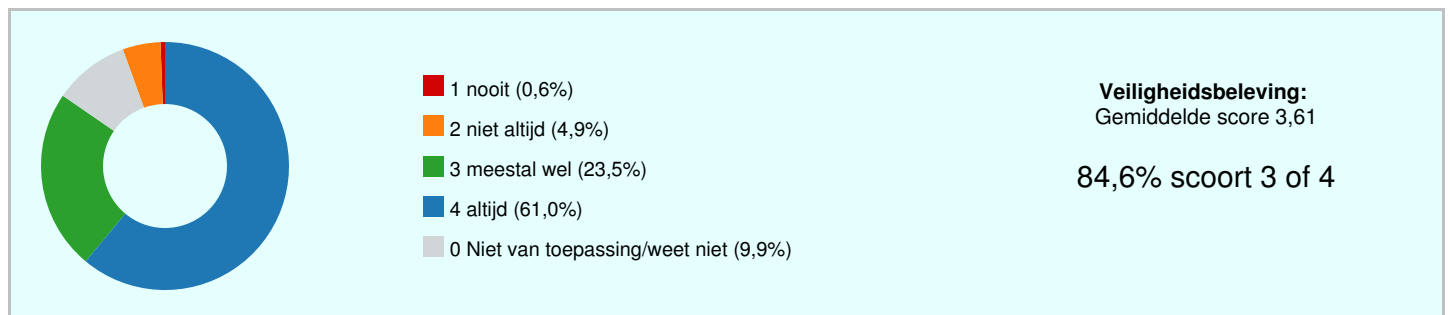 1 nooit (0,6%)
2 niet altijd (4,9%)
3 meestal wel (23,5%)
4 altijd (61,0%)
0 Niet van toepassing/weet niet (9,9%)
Veiligheidsbeleving:
Gemiddelde score 3,61
84,6% scoort 3 of 4